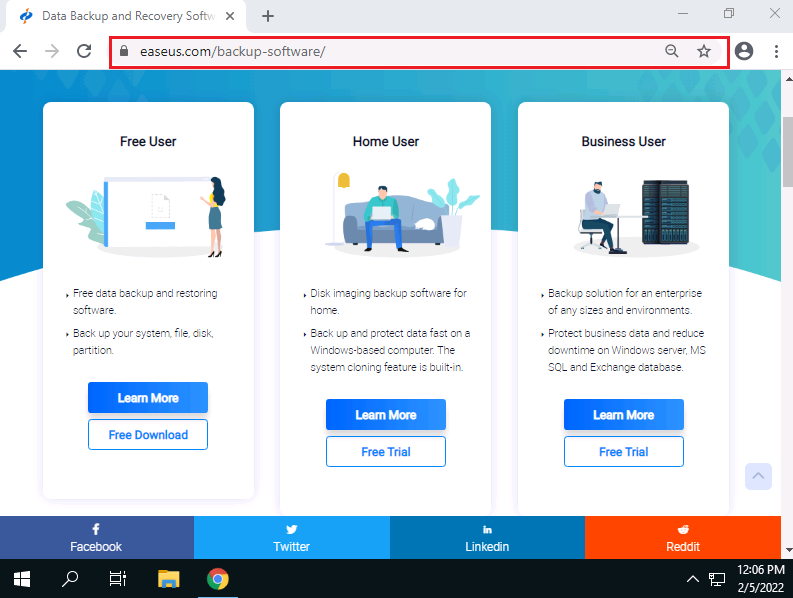 Data Backup and Recovery Softw
easeus.com/backup-software/
Free User
Free data backup and restoring
software.
Back up your system, file, disk,
partition.
Learn More
Free Download
Home User
Disk imaging backup software for
home.
Back up and protect data fast on a
Windows-based computer. The
system cloning feature is built-in.
Learn More
Free Trial
Business User
Backup solution for an enterprise
of any sizes and environments.
Protect business data and reduce
downtime on Windows server, MS
SQL and Exchange database.
Learn More
Free Trial
Facebook
Twitter
Linkedin
Reddit
12:06 PM
2/5/2022